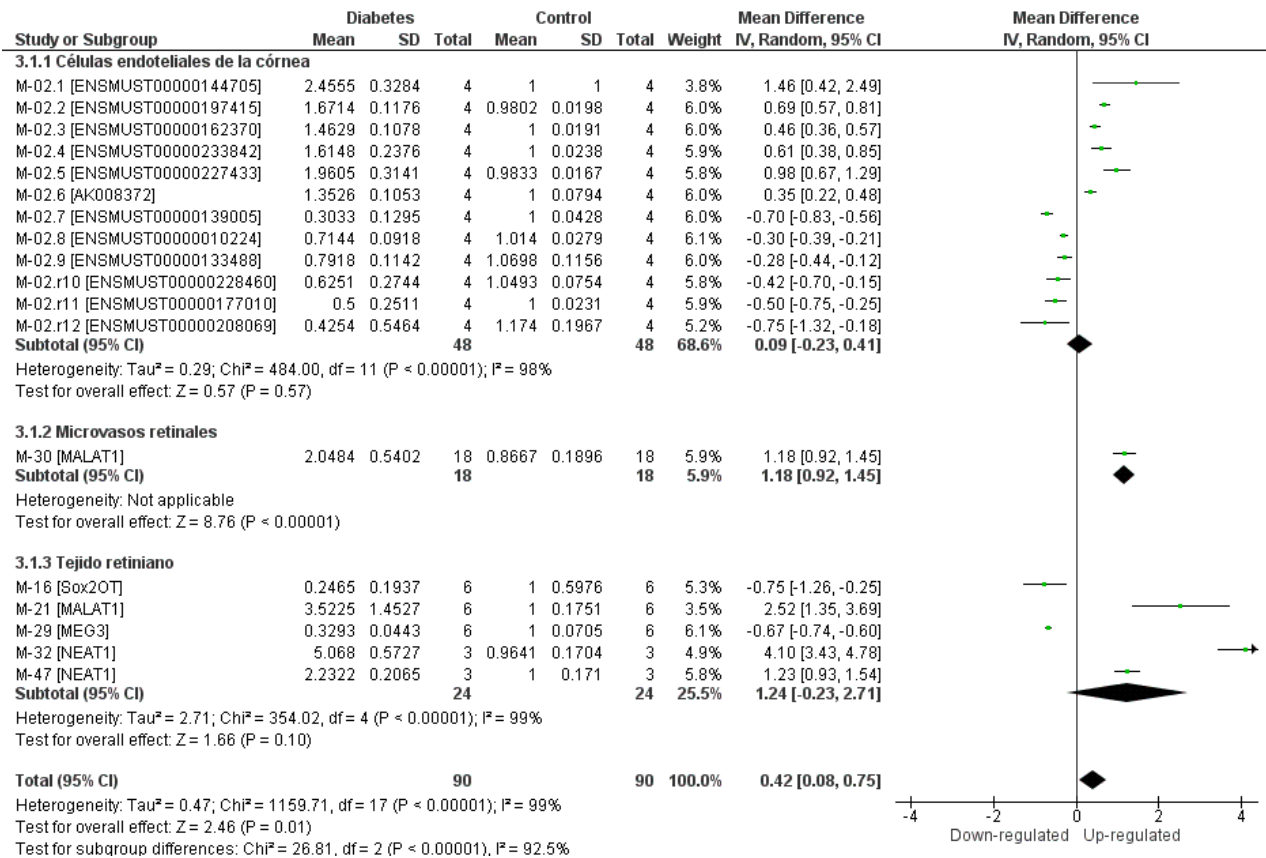 Diabetes Control Mean Difference Mean Difference
Study or Subgroup Mean SD Total Mean SD Total Weight IV, Random, 95% CI IV, Random, 95% CI
3.1.1 Células endoteliales de la córnea
M-02.1 [ENSMUST00000144705] 2.4555 0.3284 4 1 1 4 3.8% 1.46 [0.42, 2.49]
M-02.2 [ENSMUST00000197415] 1.6714 0.1176 4 0.9802 0.0198 4 6.0% 0.69 [0.57, 0.81]
M-02.3 [ENSMUST00000162370] 1.4629 0.1078 4 1 0.0191 4 6.0% 0.46 [0.36, 0.57]
M-02.4 [ENSMUST00000233842] 1.6148 0.2376 4 1 0.0238 4 5.9% 0.61 [0.38, 0.85]
M-02.5 [ENSMUST00000227433] 1.9605 0.3141 4 0.9833 0.0167 4 5.8% 0.98 [0.67, 1.29]
M-02.6 [AK008372] 1.3526 0.1053 4 1 0.0794 4 6.0% 0.35 [0.22, 0.48]
M-02.7 [ENSMUST00000139005] 0.3033 0.1295 4 1 0.0428 4 6.0% -0.70 [-0.83, -0.56]
M-02.8 [ENSMUST00000010224] 0.7144 0.0918 4 1.014 0.0279 4 6.1% -0.30 [-0.39, -0.21]
M-02.9 [ENSMUST00000133488] 0.7918 0.1142 4 1.0698 0.1156 4 6.0% -0.28 [-0.44, -0.12]
M-02.r10 [ENSMUST00000228460] 0.6251 0.2744 4 1.0493 0.0754 4 5.8% -0.42 [-0.70, -0.15]
M-02.r11 [ENSMUST00000177010] 0.5 0.2511 4 1 0.0231 4 5.9% -0.50 [-0.75, -0.25]
M-02.r12 [ENSMUST00000208069] 0.4254 0.5464 4 1.174 0.1967 4 5.2% -0.75 [-1.32, -0.18]
Subtotal (95% CI) 48 48 68.6% 0.09 [-0.23, 0.41]
Heterogeneity: Tau² = 0.29; Chi² = 484.00, df = 11 (P < 0.00001); I² = 98%
Test for overall effect: Z = 0.57 (P = 0.57)
3.1.2 Microvasos retinales
M-30 [MALAT1] 2.0484 0.5402 18 0.8667 0.1896 18 5.9% 1.18 [0.92, 1.45]
Subtotal (95% CI) 18 18 5.9% 1.18 [0.92, 1.45]
Heterogeneity: Not applicable
Test for overall effect: Z = 8.76 (P < 0.00001)
3.1.3 Tejido retiniano
M-16 [Sox2OT] 0.2465 0.1937 6 1 0.5976 6 5.3% -0.75 [-1.26, -0.25]
M-21 [MALAT1] 3.5225 1.4527 6 1 0.1751 6 3.5% 2.52 [1.35, 3.69]
M-29 [MEG3] 0.3293 0.0443 6 1 0.0705 6 6.1% -0.67 [-0.74, -0.60]
M-32 [NEAT1] 5.068 0.5727 3 0.9641 0.1704 3 4.9% 4.10 [3.43, 4.78]
M-47 [NEAT1] 2.2322 0.2065 3 1 0.171 3 5.8% 1.23 [0.93, 1.54]
Subtotal (95% CI) 24 24 25.5% 1.24 [-0.23, 2.71]
Heterogeneity: Tau² = 2.71; Chi² = 354.02, df = 4 (P < 0.00001); I² = 99%
Test for overall effect: Z = 1.66 (P = 0.10)
Total (95% CI) 90 90 100.0% 0.42 [0.08, 0.75]
Heterogeneity: Tau² = 0.47; Chi² = 1159.71, df = 17 (P < 0.00001); I² = 99%
Test for overall effect: Z = 2.46 (P = 0.01)
Test for subgroup differences: Chi² = 26.81, df = 2 (P < 0.00001), I² = 92.5%
-4 -2 0 2 4
Down-regulated Up-regulated